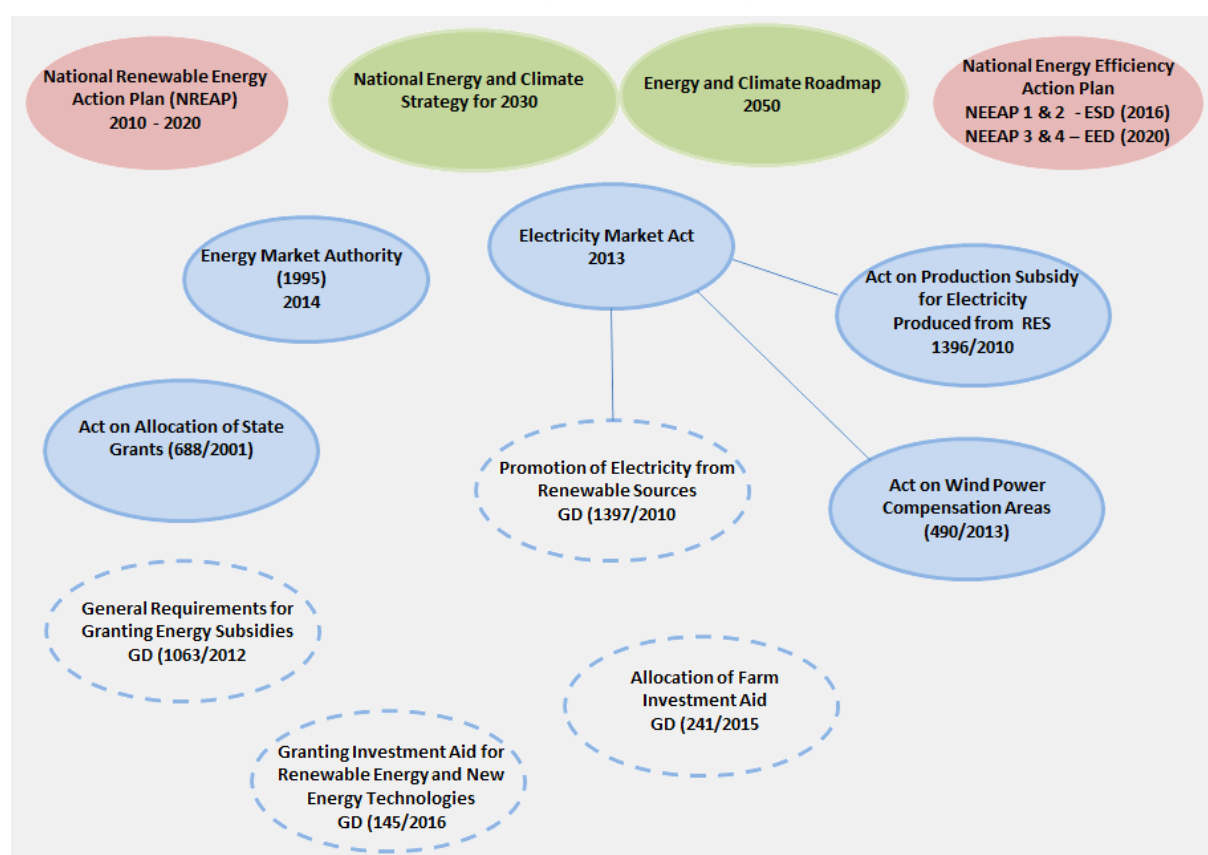 National Renewable Energy
Action Plan (NREAP)
2010 - 2020
National Energy and Climate
Strategy for 2030
Energy and Climate Roadmap
2050
National Energy Efficiency
Action Plan
NEEAP 1 & 2 - ESD (2016)
NEEAP 3 & 4 – EED (2020)
Energy Market Authority
(1995)
2014
Electricity Market Act
2013
Act on Production Subsidy
for Electricity
Produced from RES
1396/2010
Act on Allocation of State
Grants (688/2001)
Promotion of Electricity from
Renewable Sources
GD (1397/2010
Act on Wind Power
Compensation Areas
(490/2013)
General Requirements for
Granting Energy Subsidies
GD (1063/2012
Allocation of Farm
Investment Aid
GD (241/2015
Granting Investment Aid for
Renewable Energy and New
Energy Technologies
GD (145/2016